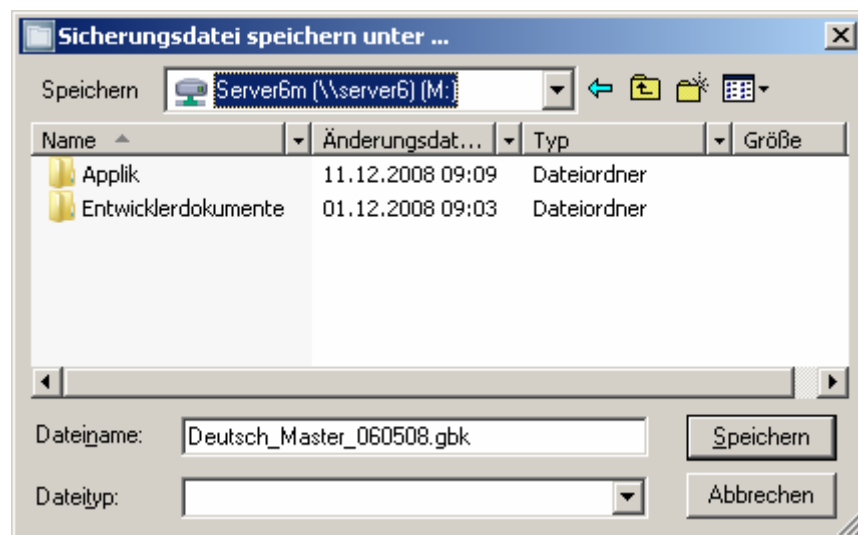 Sicherungsdatei speichern unter ...
Speichern Server6m (\\server6) (M:)
Name Änderungsdat... Typ Größe
Applik 11.12.2008 09:09 Dateiordner
Entwicklerdokumente 01.12.2008 09:03 Dateiordner
Dateiname: Deutsch_Master_060508.gbk Speichern
Dateityp: Abbrechen